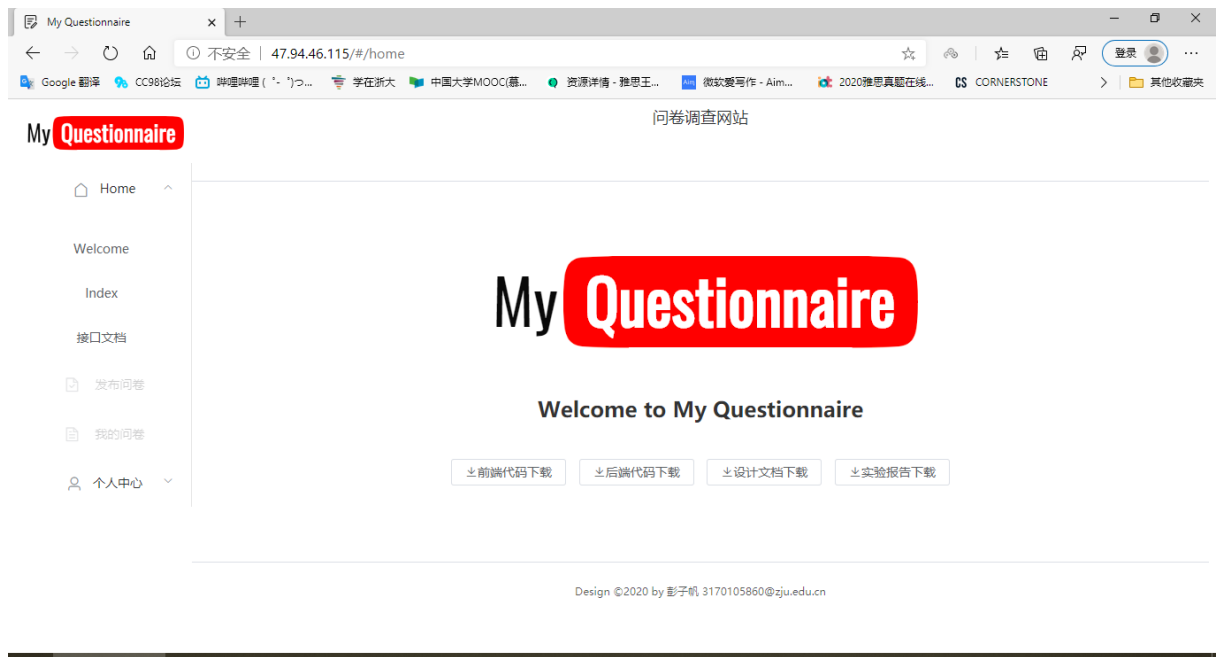 My Questionnaire
不安全 | 47.94.46.115/#/home
登录
Google 翻译 CC98论坛 哔哩哔哩 ( ゜- ゜)つ... 学在浙大 中国大学MOOC(慕... 资源详情 - 雅思王... 微软爱写作 - Aim... 2020雅思真题在线... CORNERSTONE 其他收藏夹
问卷调查网站
My Questionnaire
Home
Welcome
Index
接口文档
发布问卷
我的问卷
个人中心
My Questionnaire
Welcome to My Questionnaire
前端代码下载 后端代码下载 设计文档下载 实验报告下载
Design ©2020 by 彭子帆 3170105860@zju.edu.cn